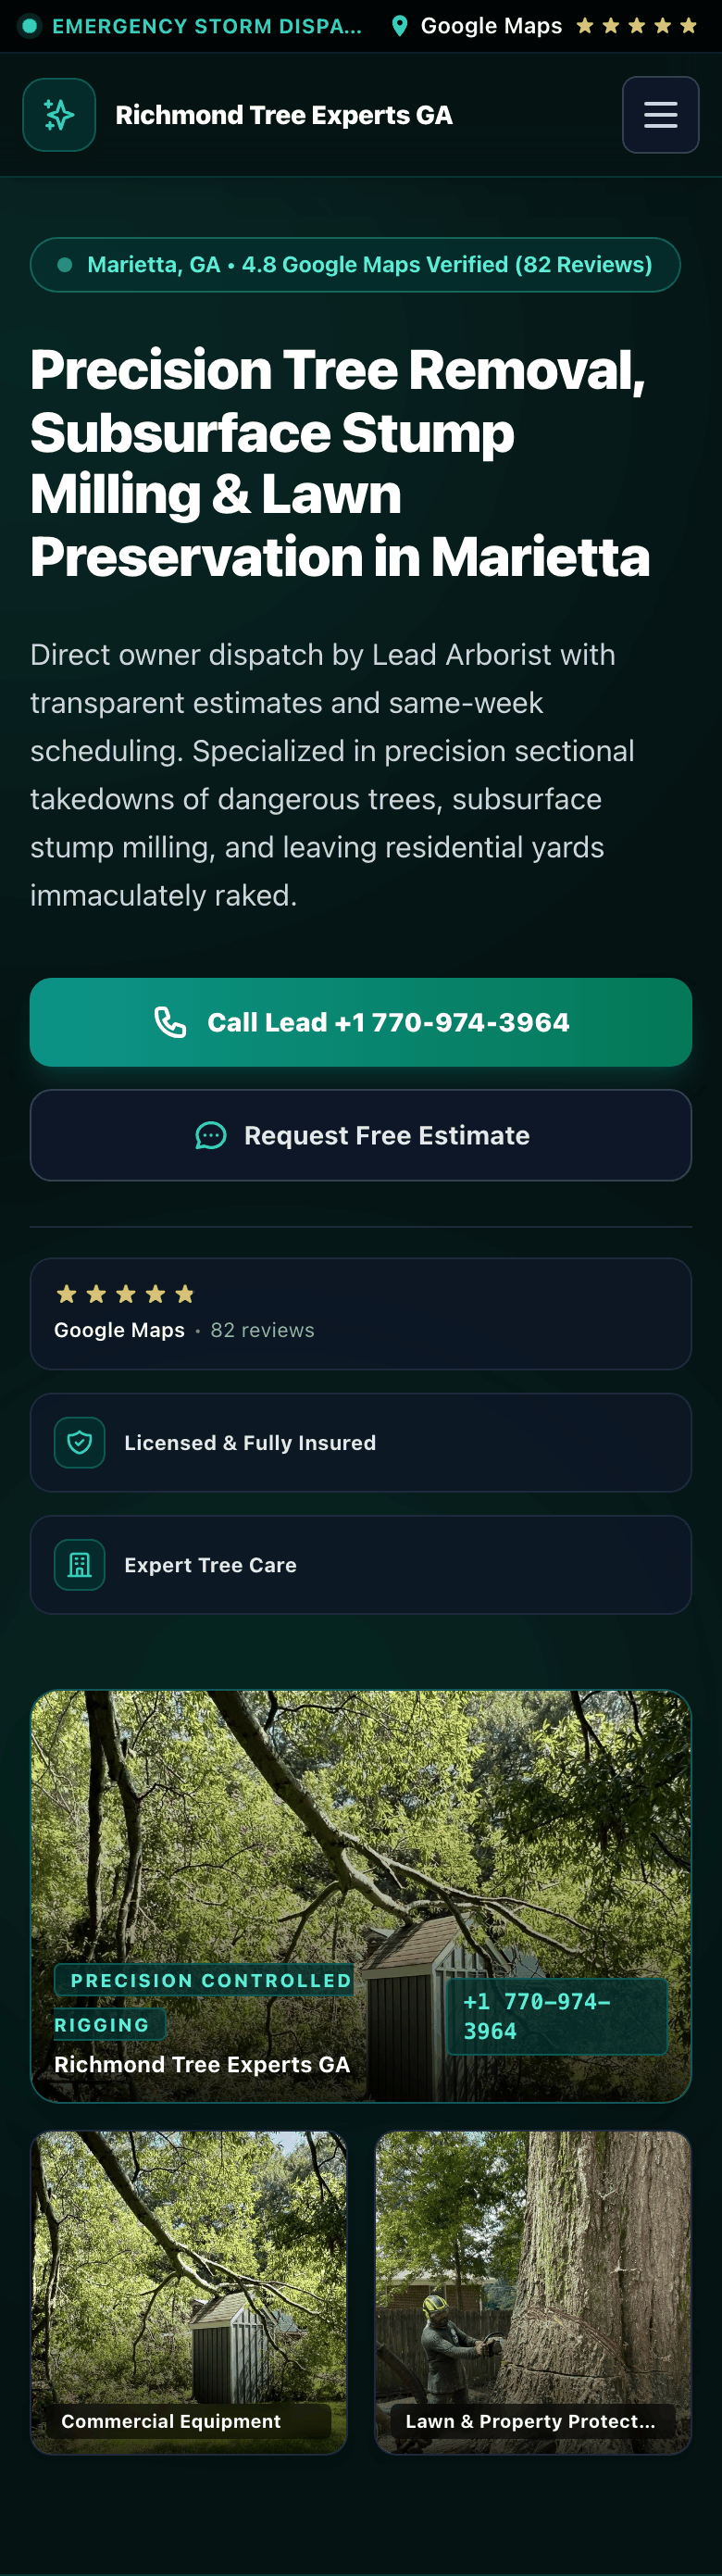 EMERGENCY STORM DISPA...
Google Maps
Richmond Tree Experts GA
Marietta, GA • 4.8 Google Maps Verified (82 Reviews)
Precision Tree Removal,
Subsurface Stump
Milling & Lawn
Preservation in Marietta
Direct owner dispatch by Lead Arborist with
transparent estimates and same-week
scheduling. Specialized in precision sectional
takedowns of dangerous trees, subsurface
stump milling, and leaving residential yards
immaculately raked.
Call Lead +1 770-974-3964
Request Free Estimate
Google Maps • 82 reviews
Licensed & Fully Insured
Expert Tree Care
PRECISION CONTROLLED
RIGGING
Richmond Tree Experts GA
+1 770-974-
3964
Commercial Equipment
Lawn & Property Protect...